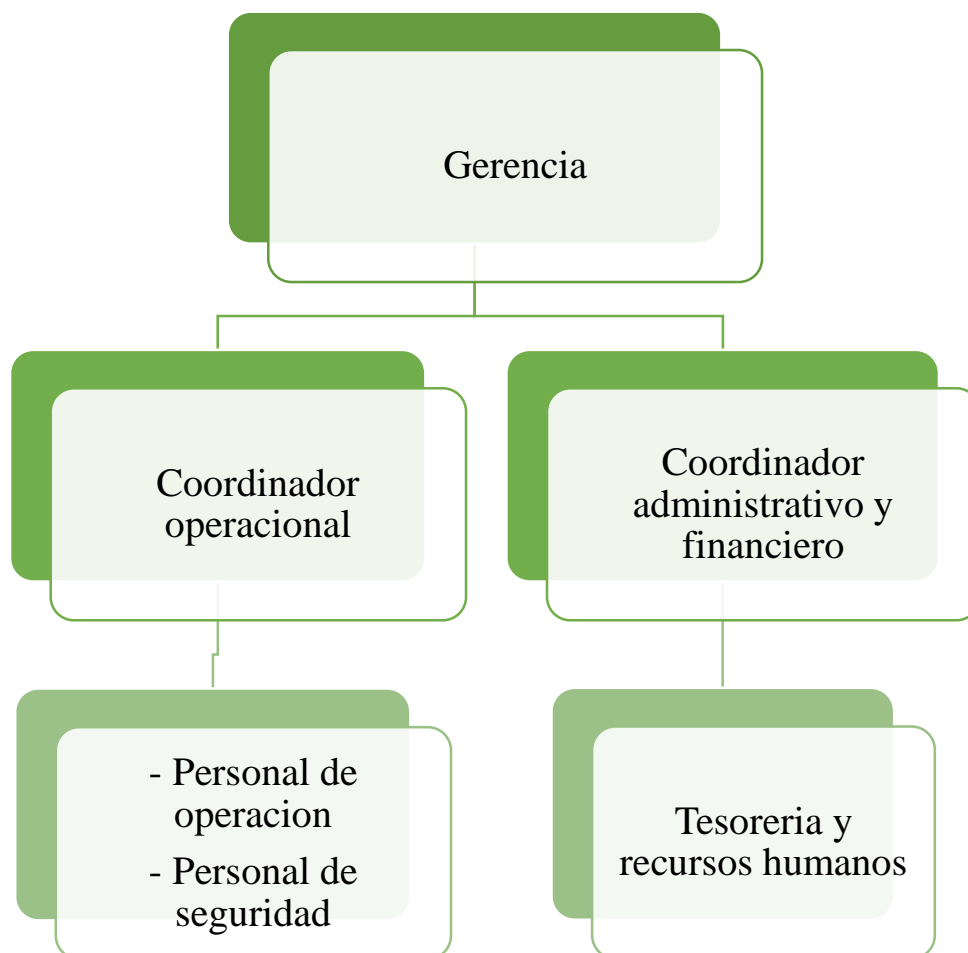 Gerencia
Coordinador
operacional
Coordinador
administrativo y
financiero
- Personal de
operacion
- Personal de
seguridad
Tesoreria y
recursos humanos